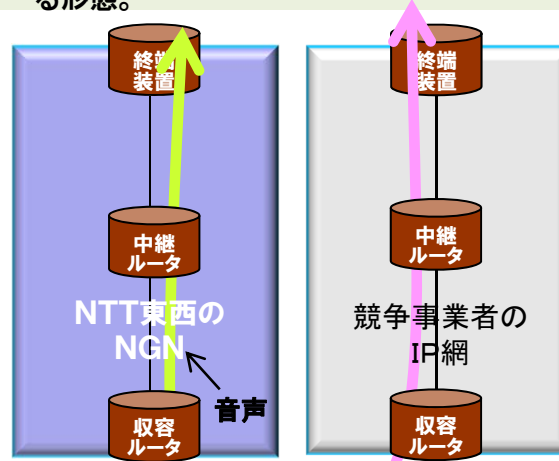 る形態。
終端
装置
終端
装置
中継
ルータ
中継
ルータ
NTT東西の
NGN
競争事業者の
IP網
音声
収容
ルータ
収容
ルータ